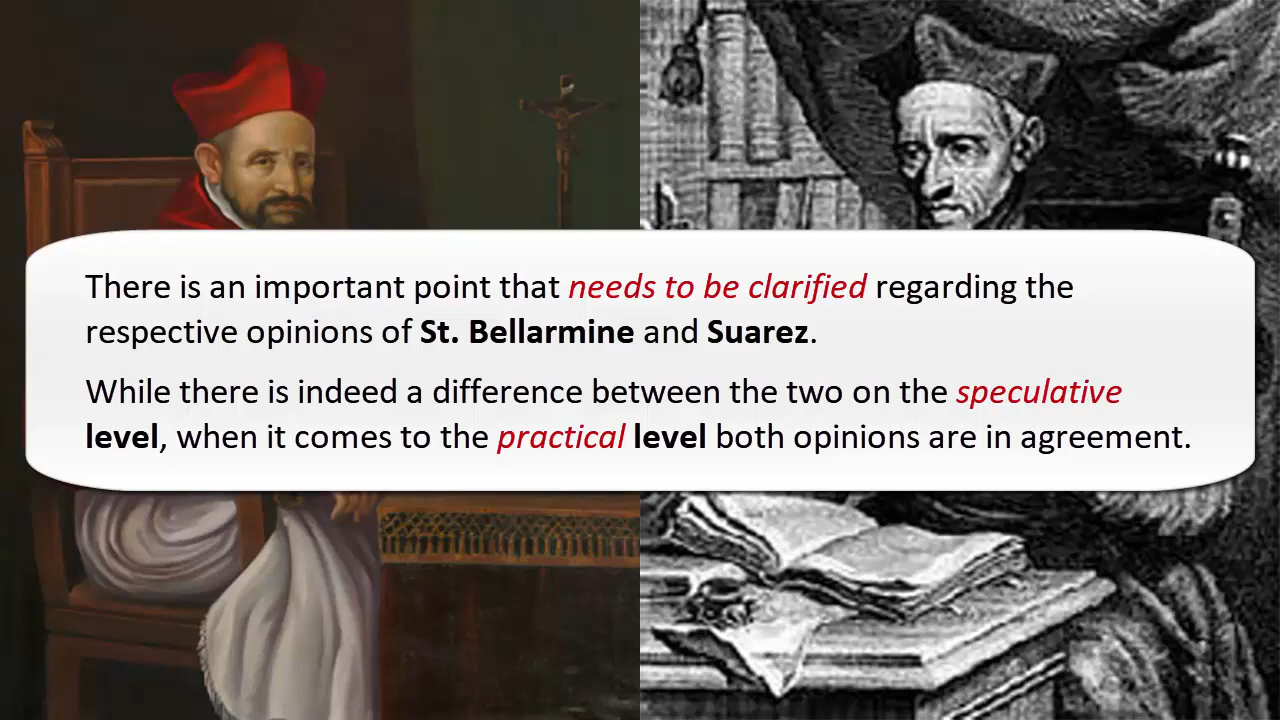 There is an important point that needs to be clarified regarding the
respective opinions of St. Bellarmine and Suarez.
While there is indeed a difference between the two on the speculative
level, when it comes to the practical level both opinions are in agreement.